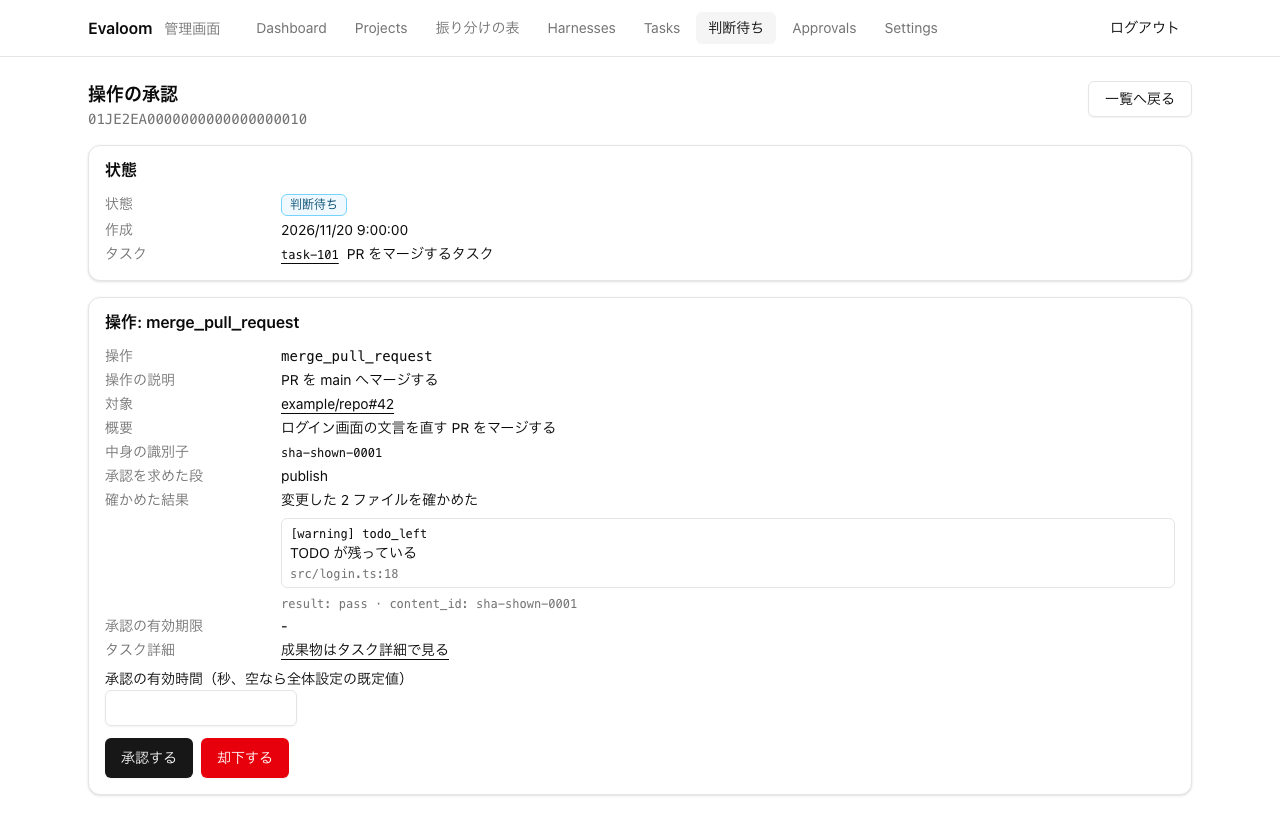 Evaloom 管理画面 Dashboard Projects 振り分けの表 Harnesses Tasks 判断待ち Approvals Settings ログアウト
操作の承認
一覧へ戻る
01JE2EA0000000000000000010
状態
状態 判断待ち
作成 2026/11/20 9:00:00
タスク task-101 PR をマージするタスク
操作: merge_pull_request
操作 merge_pull_request
操作の説明 PR を main へマージする
対象 example/repo#42
概要 ログイン画面の文言を直す PR をマージする
中身の識別子 sha-shown-0001
承認を求めた段 publish
確かめた結果 変更した 2 ファイルを確かめた
[warning] todo_left
TODO が残っている
src/login.ts:18
result: pass · content_id: sha-shown-0001
承認の有効期限 -
タスク詳細 成果物はタスク詳細で見る
承認の有効時間（秒、空なら全体設定の既定値）
承認する 却下する